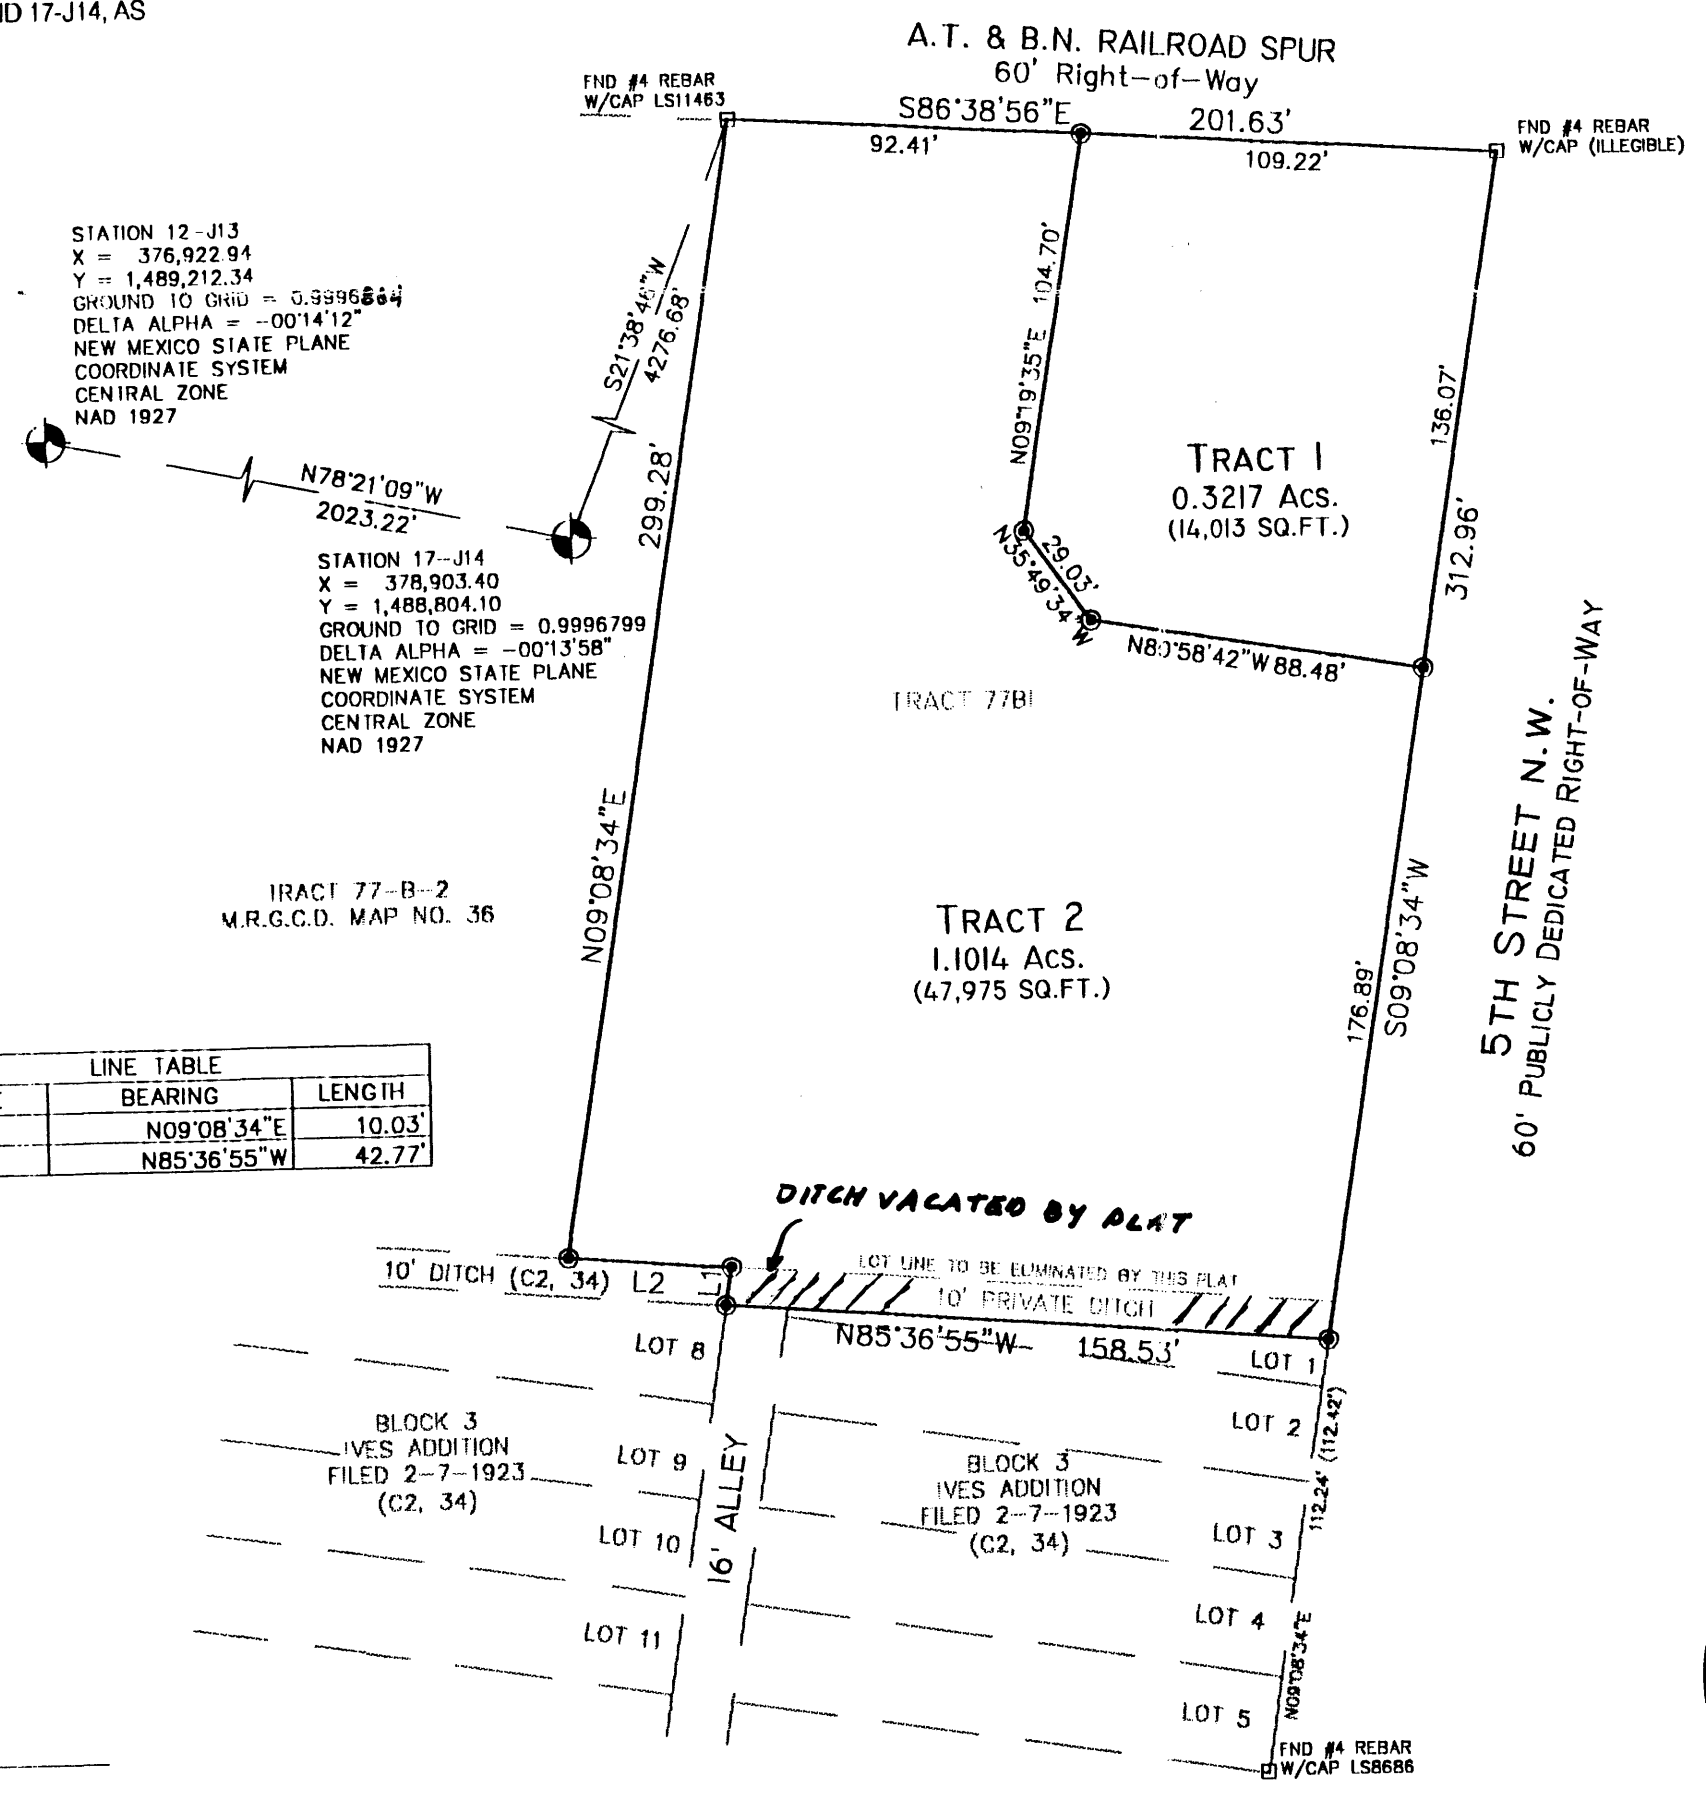 ID 17-J14, AS
A.T. & B.N. RAILROAD SPUR
60' Right-of-Way
FND #4 REBAR
W/CAP LS11463
S86°38'56"E
201.63'
92.41'
109.22'
FND #4 REBAR
W/CAP (ILLEGIBLE)
STATION 12-J13
X = 376,922.94
Y = 1,489,212.34
GROUND TO GRID = 0.9996864
DELTA ALPHA = -00°14'12"
NEW MEXICO STATE PLANE
COORDINATE SYSTEM
CENTRAL ZONE
NAD 1927
S21°38'46"W
4276.68'
N78°21'09"W
2023.22'
STATION 17-J14
X = 378,903.40
Y = 1,488,804.10
GROUND TO GRID = 0.9996799
DELTA ALPHA = -00°13'58"
NEW MEXICO STATE PLANE
COORDINATE SYSTEM
CENTRAL ZONE
NAD 1927
299.28'
N09°08'34"E
N09°19'35"E 104.70'
29.03'
N35°49'34"W
N80°58'42"W 88.48'
TRACT 1
0.3217 ACS.
(14,013 SQ.FT.)
136.07'
312.96'
TRACT 77B1
5TH STREET N.W.
60' PUBLICLY DEDICATED RIGHT-OF-WAY
TRACT 77-B-2
M.R.G.C.D. MAP NO. 36
TRACT 2
1.1014 ACS.
(47,975 SQ.FT.)
176.89'
S09°08'34"W
LINE TABLE
BEARING LENGTH
N09°08'34"E 10.03'
N85°36'55"W 42.77'
DITCH VACATED BY PLAT
LOT LINE TO BE ELIMINATED BY THIS PLAT
10' PRIVATE DITCH
10' DITCH (C2, 34) L2
L1
N85°36'55"W 158.53'
LOT 8
LOT 1
BLOCK 3
IVES ADDITION
FILED 2-7-1923
(C2, 34)
LOT 9
LOT 10
LOT 11
16' ALLEY
BLOCK 3
IVES ADDITION
FILED 2-7-1923
(C2, 34)
LOT 2
LOT 3
LOT 4
LOT 5
112.24' (112.42')
N09°08'34"E
FND #4 REBAR
W/CAP LS8686